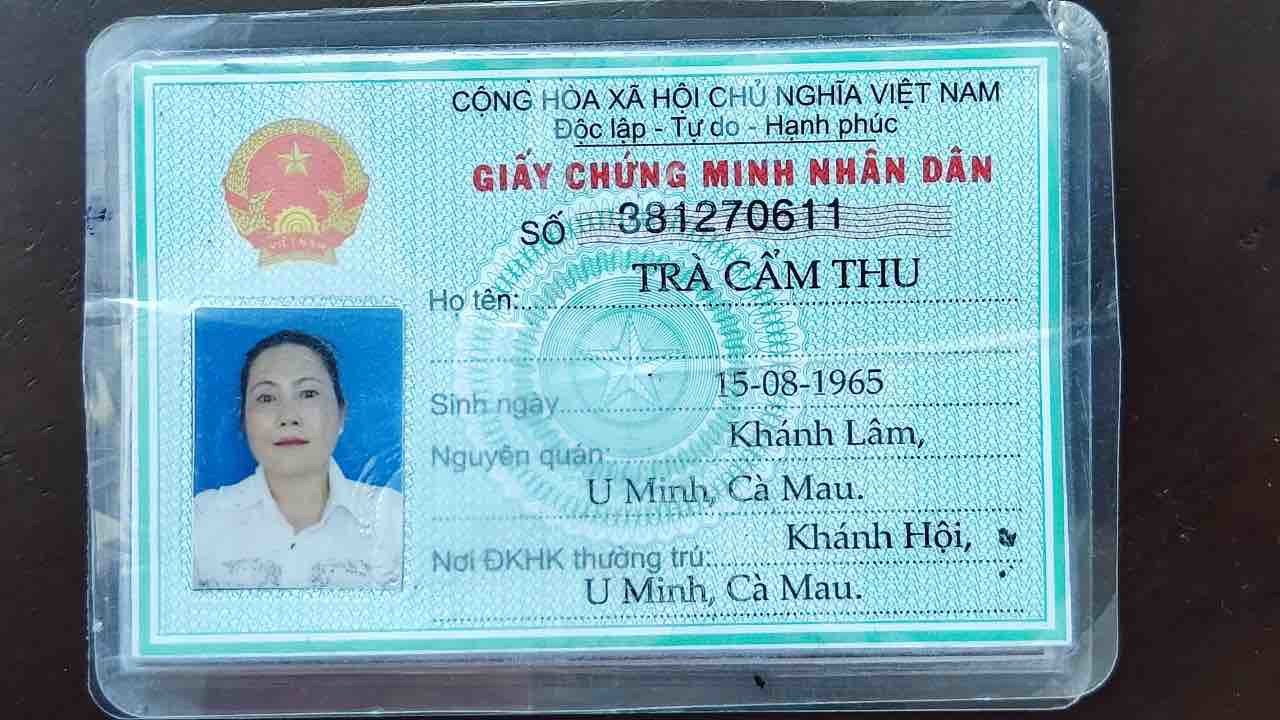 CỘNG HÒA XÃ HỘI CHỦ NGHĨA VIỆT NAM
Độc lập - Tự do - Hạnh phúc
GIẤY CHỨNG MINH NHÂN DÂN
SỐ 381270611
Họ tên: TRÀ CẨM THU
Sinh ngày 15-08-1965
Nguyên quán: Khánh Lâm,
U Minh, Cà Mau.
Nơi ĐKHK thường trú: Khánh Hội,
U Minh, Cà Mau.
VIỆT NAM